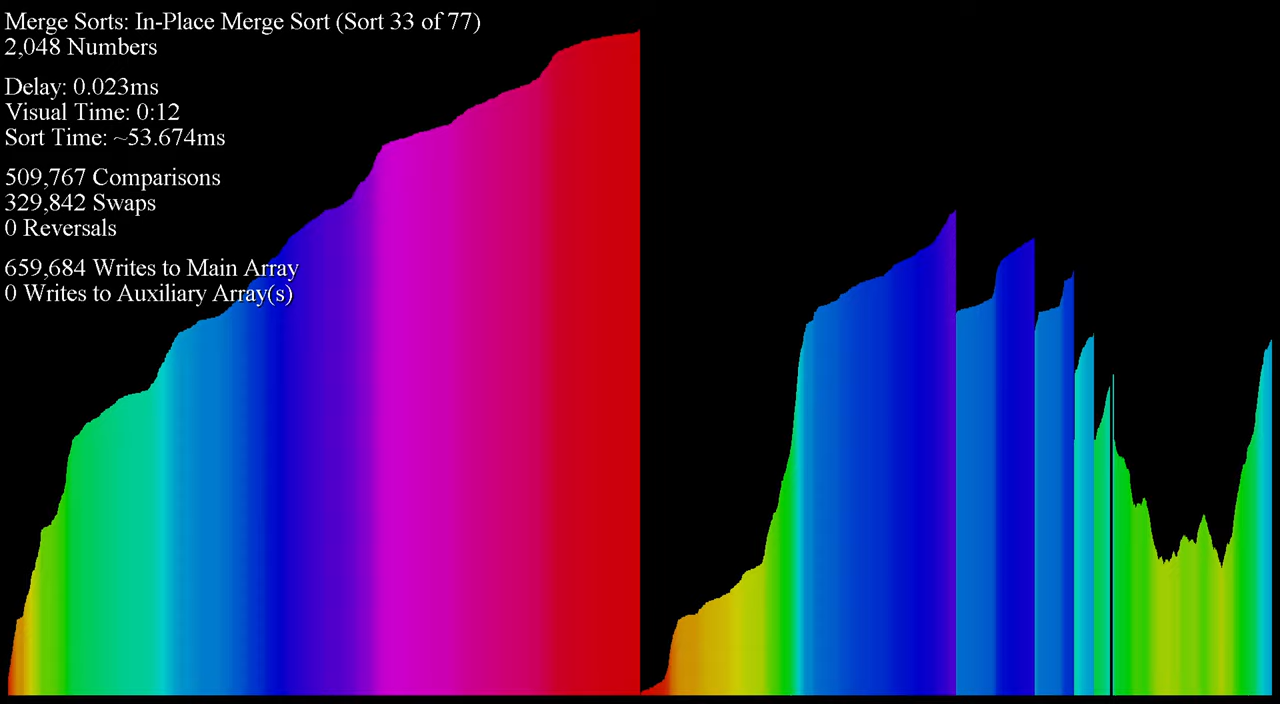 Merge Sorts: In-Place Merge Sort (Sort 33 of 77)
2,048 Numbers
Delay: 0.023ms
Visual Time: 0:12
Sort Time: ~53.674ms
509,767 Comparisons
329,842 Swaps
0 Reversals
659,684 Writes to Main Array
0 Writes to Auxiliary Array(s)